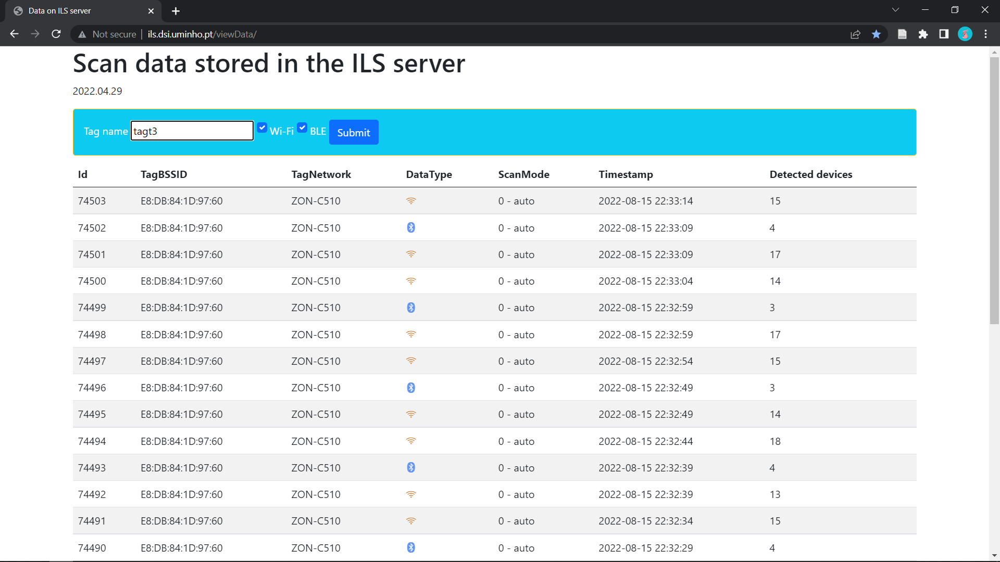 Data on ILS server
Not secure | ils.dsi.uminho.pt/viewData/
Scan data stored in the ILS server
2022.04.29
Tag name tagt3 Wi-Fi BLE Submit
Id TagBSSID TagNetwork DataType ScanMode Timestamp Detected devices
74503 E8:DB:84:1D:97:60 ZON-C510 0 - auto 2022-08-15 22:33:14 15
74502 E8:DB:84:1D:97:60 ZON-C510 0 - auto 2022-08-15 22:33:09 4
74501 E8:DB:84:1D:97:60 ZON-C510 0 - auto 2022-08-15 22:33:09 17
74500 E8:DB:84:1D:97:60 ZON-C510 0 - auto 2022-08-15 22:33:04 14
74499 E8:DB:84:1D:97:60 ZON-C510 0 - auto 2022-08-15 22:32:59 3
74498 E8:DB:84:1D:97:60 ZON-C510 0 - auto 2022-08-15 22:32:59 17
74497 E8:DB:84:1D:97:60 ZON-C510 0 - auto 2022-08-15 22:32:54 15
74496 E8:DB:84:1D:97:60 ZON-C510 0 - auto 2022-08-15 22:32:49 3
74495 E8:DB:84:1D:97:60 ZON-C510 0 - auto 2022-08-15 22:32:49 14
74494 E8:DB:84:1D:97:60 ZON-C510 0 - auto 2022-08-15 22:32:44 18
74493 E8:DB:84:1D:97:60 ZON-C510 0 - auto 2022-08-15 22:32:39 4
74492 E8:DB:84:1D:97:60 ZON-C510 0 - auto 2022-08-15 22:32:39 13
74491 E8:DB:84:1D:97:60 ZON-C510 0 - auto 2022-08-15 22:32:34 15
74490 E8:DB:84:1D:97:60 ZON-C510 0 - auto 2022-08-15 22:32:29 4